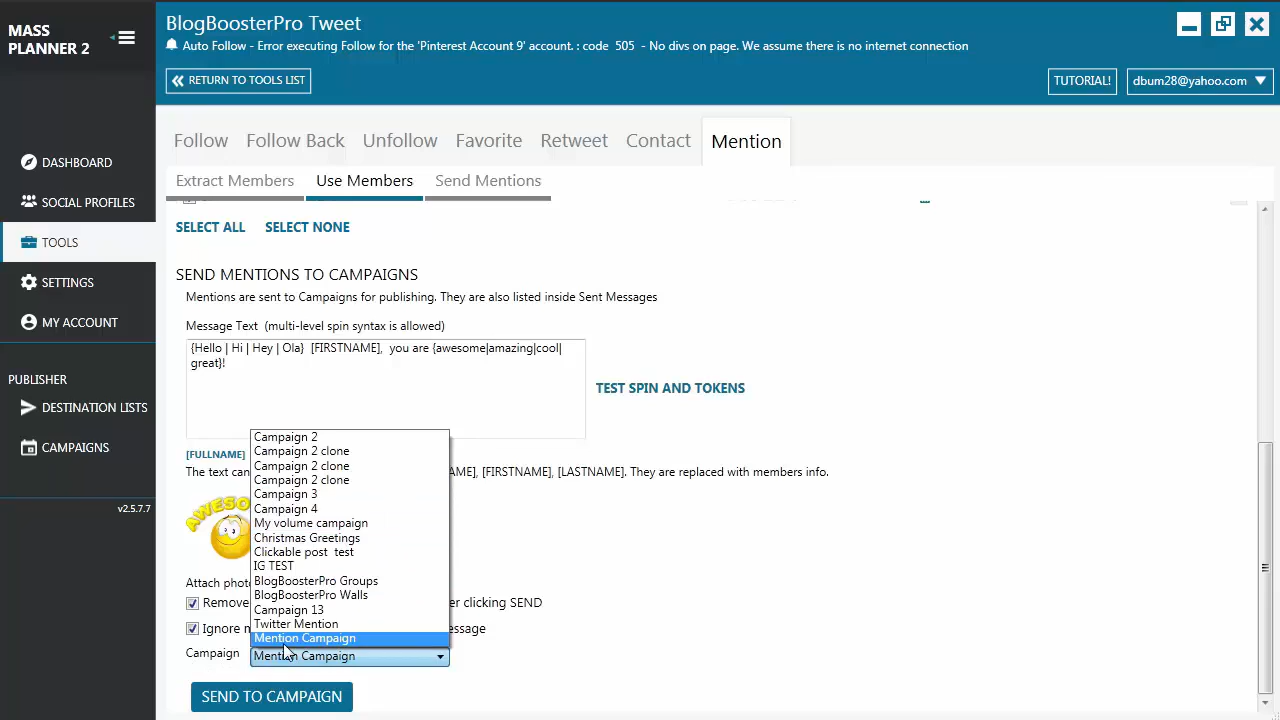 MASS
PLANNER 2
DASHBOARD
SOCIAL PROFILES
TOOLS
SETTINGS
MY ACCOUNT
PUBLISHER
DESTINATION LISTS
CAMPAIGNS
v2.5.7.7
BlogBoosterPro Tweet
Auto Follow - Error executing Follow for the 'Pinterest Account 9' account. : code 505 - No divs on page. We assume there is no internet connection
RETURN TO TOOLS LIST
TUTORIAL!
dbum28@yahoo.com
Follow Follow Back Unfollow Favorite Retweet Contact Mention
Extract Members Use Members Send Mentions
SELECT ALL SELECT NONE
SEND MENTIONS TO CAMPAIGNS
Mentions are sent to Campaigns for publishing. They are also listed inside Sent Messages
Message Text (multi-level spin syntax is allowed)
{Hello | Hi | Hey | Ola} [FIRSTNAME], you are {awesome|amazing|cool|
great}!
TEST SPIN AND TOKENS
[FULLNAME]
The text can AME], [FIRSTNAME], [LASTNAME]. They are replaced with members info.
AWESO
Attach phot
Remove er clicking SEND
Ignore m essage
Campaign 2
Campaign 2 clone
Campaign 2 clone
Campaign 2 clone
Campaign 3
Campaign 4
My volume campaign
Christmas Greetings
Clickable post test
IG TEST
BlogBoosterPro Groups
BlogBoosterPro Walls
Campaign 13
Twitter Mention
Mention Campaign
Campaign Mention Campaign
SEND TO CAMPAIGN